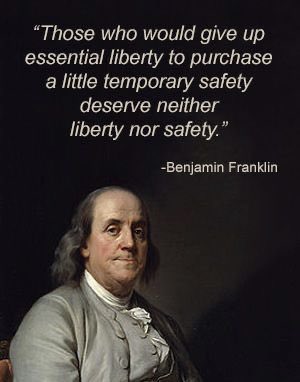 “Those who would give up
essential liberty to purchase
a little temporary safety
deserve neither
liberty nor safety.”
-Benjamin Franklin